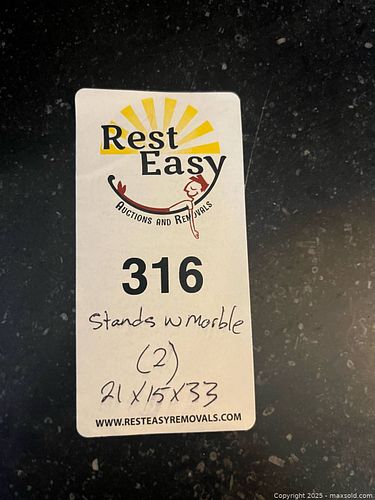 Rest
Easy
AUCTIONS AND REMOVALS
316
Stands w Marble
(2)
21 x 15 x 33
WWW.RESTEASYREMOVALS.COM
Copyright 2025 - maxsold.com